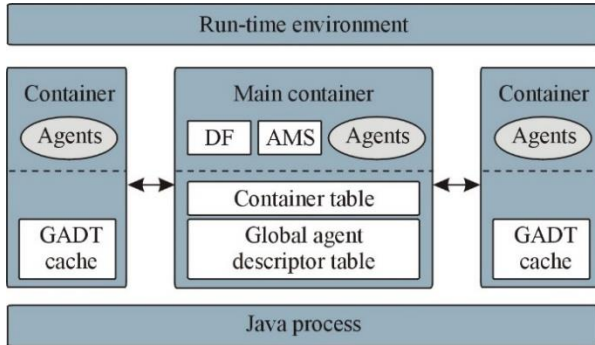 Run-time environment
Container
Agents
GADT
cache
Main container
DF
AMS
Agents
Container table
Global agent
descriptor table
Container
Agents
GADT
cache
Java process